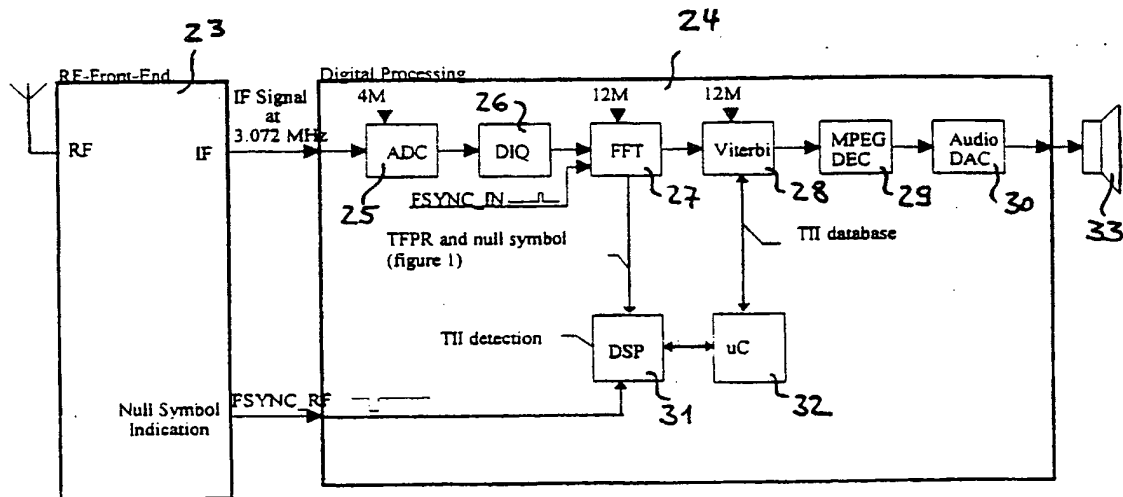 23
24
RF-Front-End
Digital Processing
IF Signal
at
3.072 MHz
4M
26
12M
12M
RF
IF
ADC
DIQ
FFT
Viterbi
MPEG
DEC
Audio
DAC
25
FSYNC_IN
27
28
29
30
33
TFPR and null symbol
(figure 1)
TII database
TII detection
DSP
uC
31
32
Null Symbol
Indication
FSYNC_RF